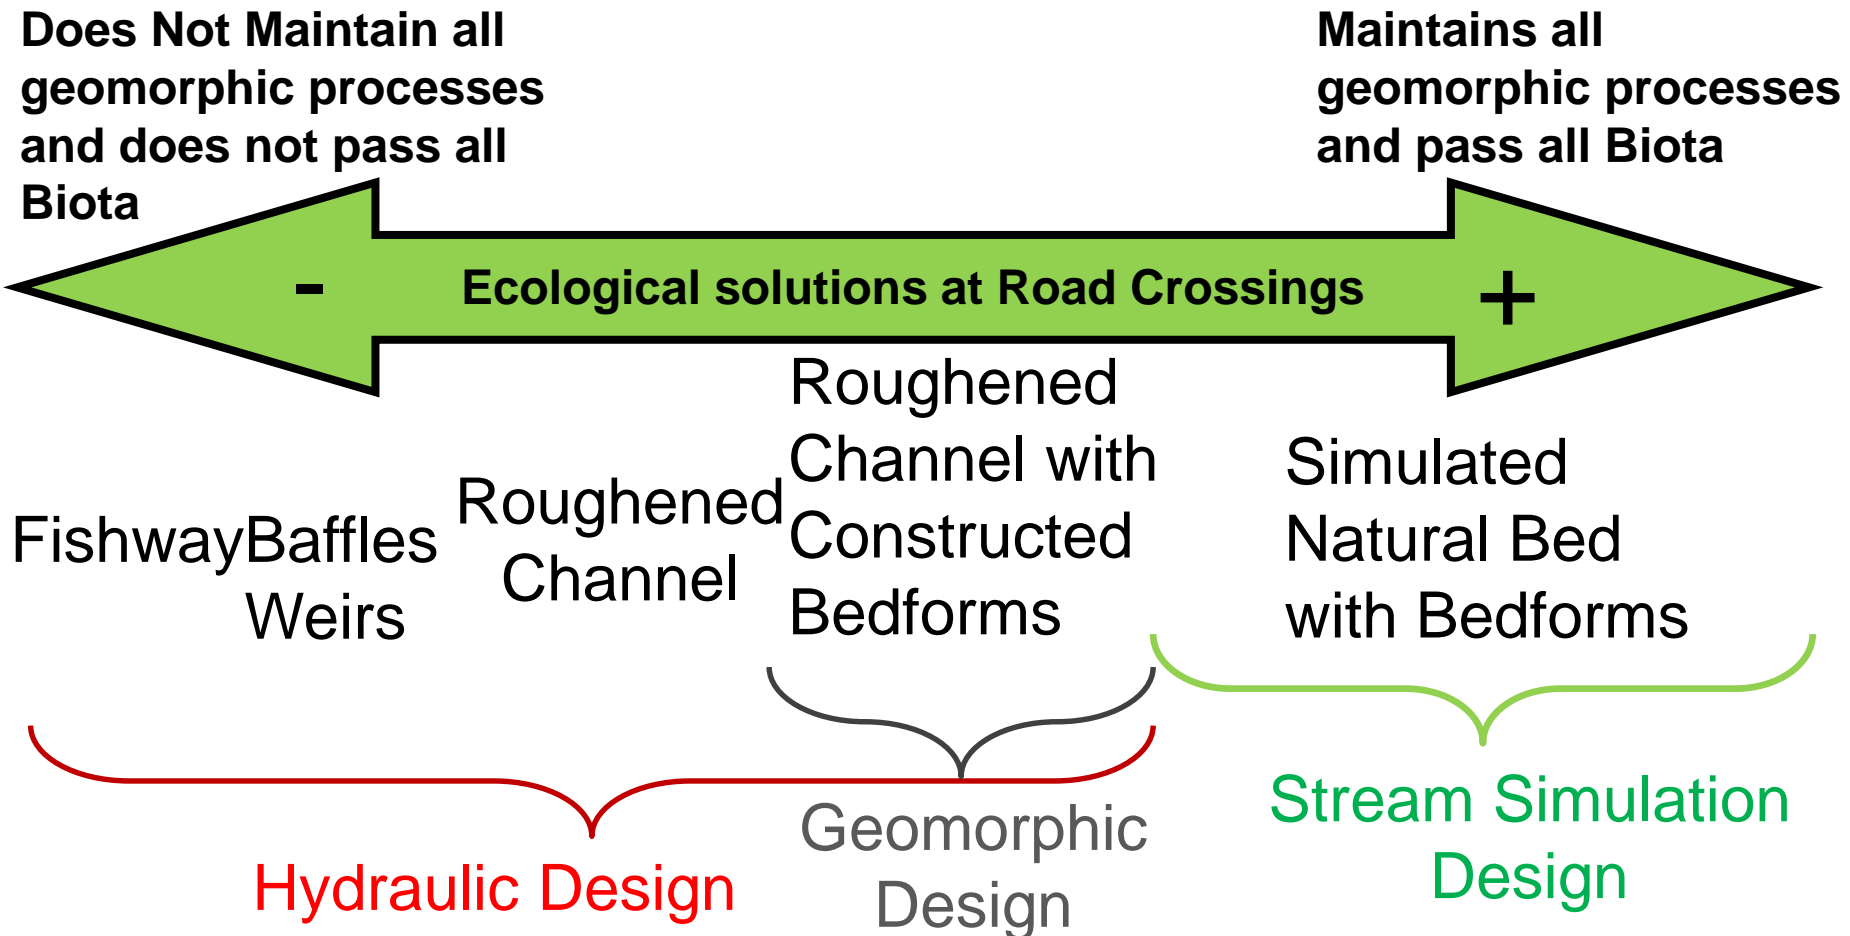 Does Not Maintain all
geomorphic processes
and does not pass all
Biota
Maintains all
geomorphic processes
and pass all Biota
- Ecological solutions at Road Crossings +
Fishway
Baffles
Weirs
Roughened
Channel
Roughened
Channel with
Constructed
Bedforms
Simulated
Natural Bed
with Bedforms
Hydraulic Design
Geomorphic
Design
Stream Simulation
Design